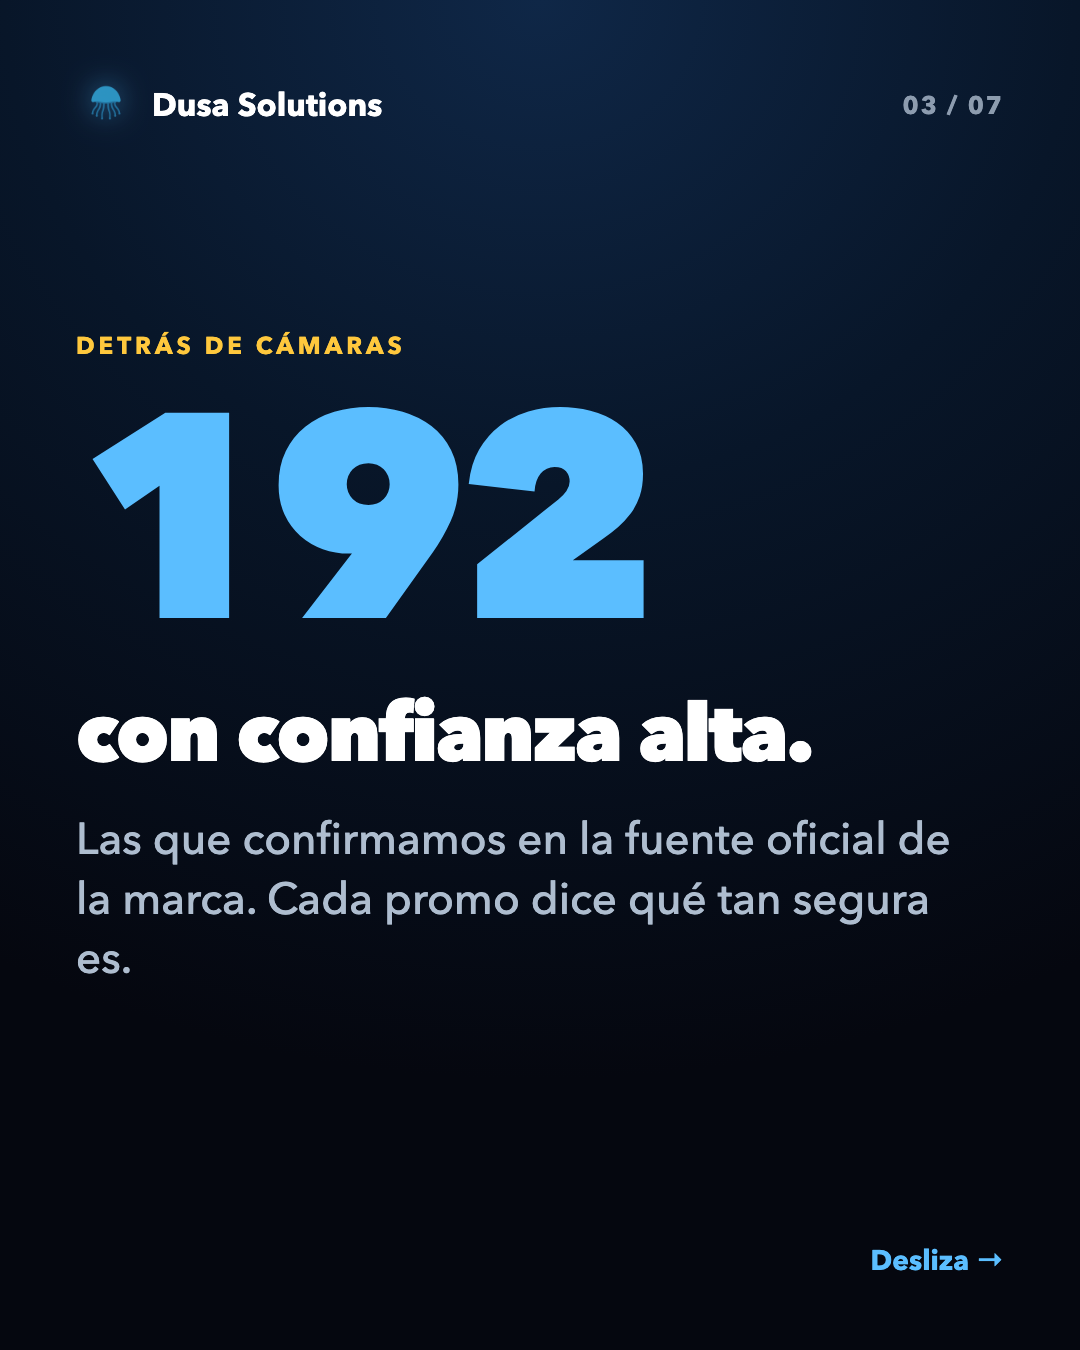 Dusa Solutions
03 / 07
DETRÁS DE CÁMARAS
192
con confianza alta.
Las que confirmamos en la fuente oficial de
la marca. Cada promo dice qué tan segura
es.
Desliza →